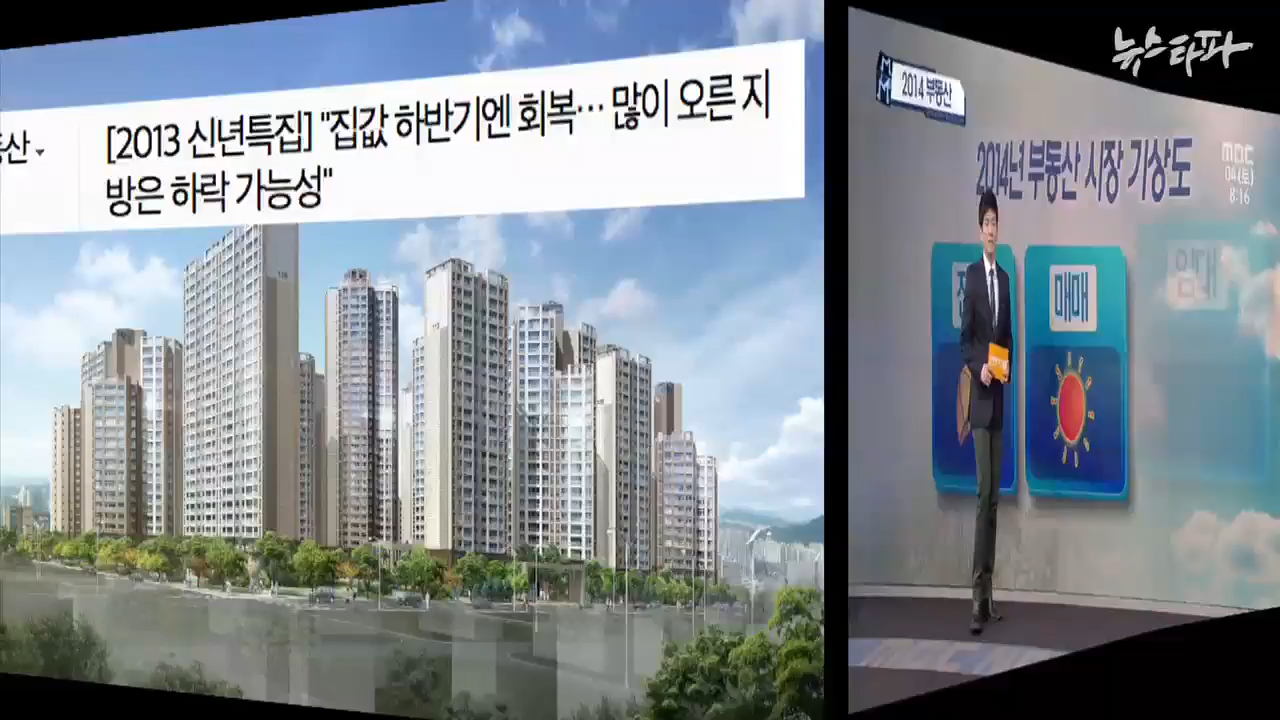 뉴스타파
[2013 신년특집] "집값 하반기엔 회복… 많이 오른 지
방은 하락 가능성"
2014 부동산
2014년 부동산 시장 기상도
mbc
04(토)
8:16
매매
임대